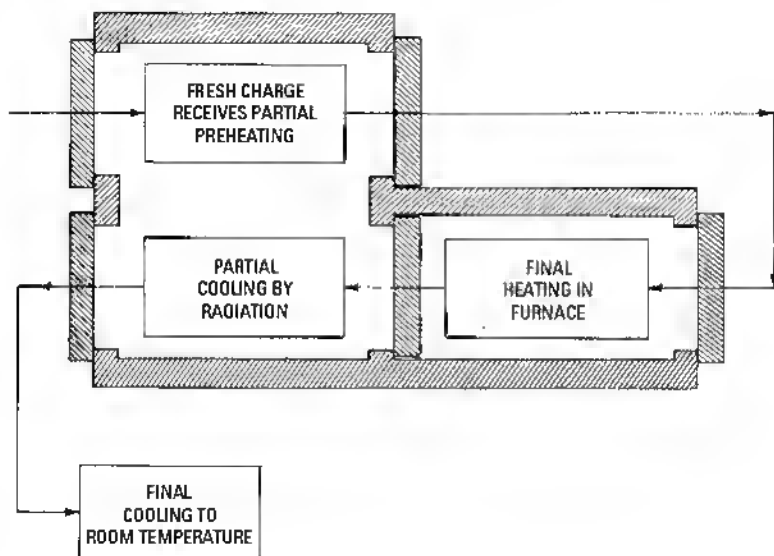 FRESH CHARGE
RECEIVES PARTIAL
PREHEATING
PARTIAL
COOLING BY
RADIATION
FINAL
HEATING IN
FURNACE
FINAL
COOLING TO
ROOM TEMPERATURE